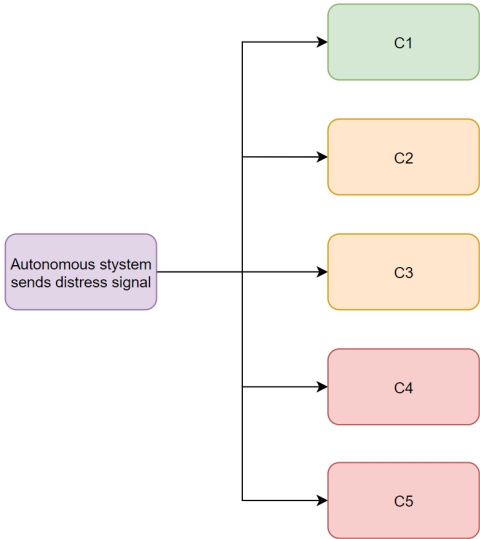 C1
C2
Autonomous stystem
sends distress signal
C3
C4
C5